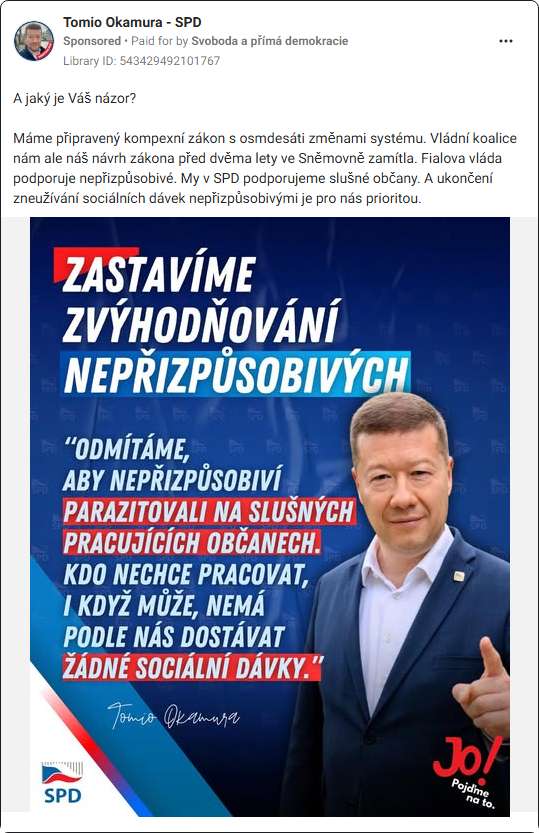 Tomio Okamura - SPD
Sponsored • Paid for by Svoboda a přímá demokracie
Library ID: 543429492101767
A jaký je Váš názor?
Máme připravený kompexní zákon s osmdesáti změnami systému. Vládní koalice
nám ale náš návrh zákona před dvěma lety ve Sněmovně zamítla. Fialova vláda
podporuje nepřizpůsobivé. My v SPD podporujeme slušné občany. A ukončení
zneužívání sociálních dávek nepřizpůsobivými je pro nás prioritou.
ZASTAVÍME
ZVÝHODŇOVÁNÍ
NEPŘIZPŮSOBIVÝCH
“ODMÍTÁME,
ABY NEPŘIZPŮSOBIVÍ
PARAZITOVALI NA SLUŠNÝCH
PRACUJÍCÍCH OBČANECH.
KDO NECHCE PRACOVAT,
I KDYŽ MŮŽE, NEMÁ
PODLE NÁS DOSTÁVAT
ŽÁDNÉ SOCIÁLNÍ DÁVKY.”
Tomio Okamura
SPD
Jo!
Pojďme
na to.